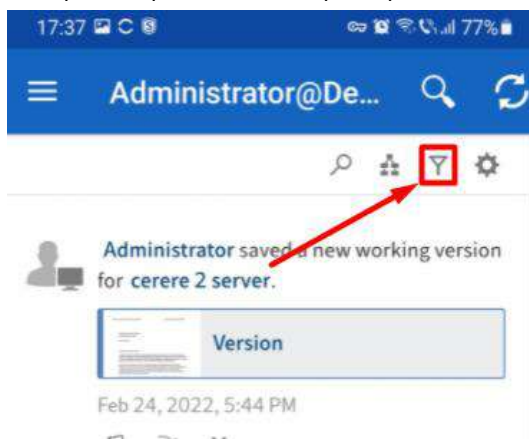 17:37 77%
Administrator@De...
Administrator saved a new working version
for cerere 2 server.
Version
Feb 24, 2022, 5:44 PM